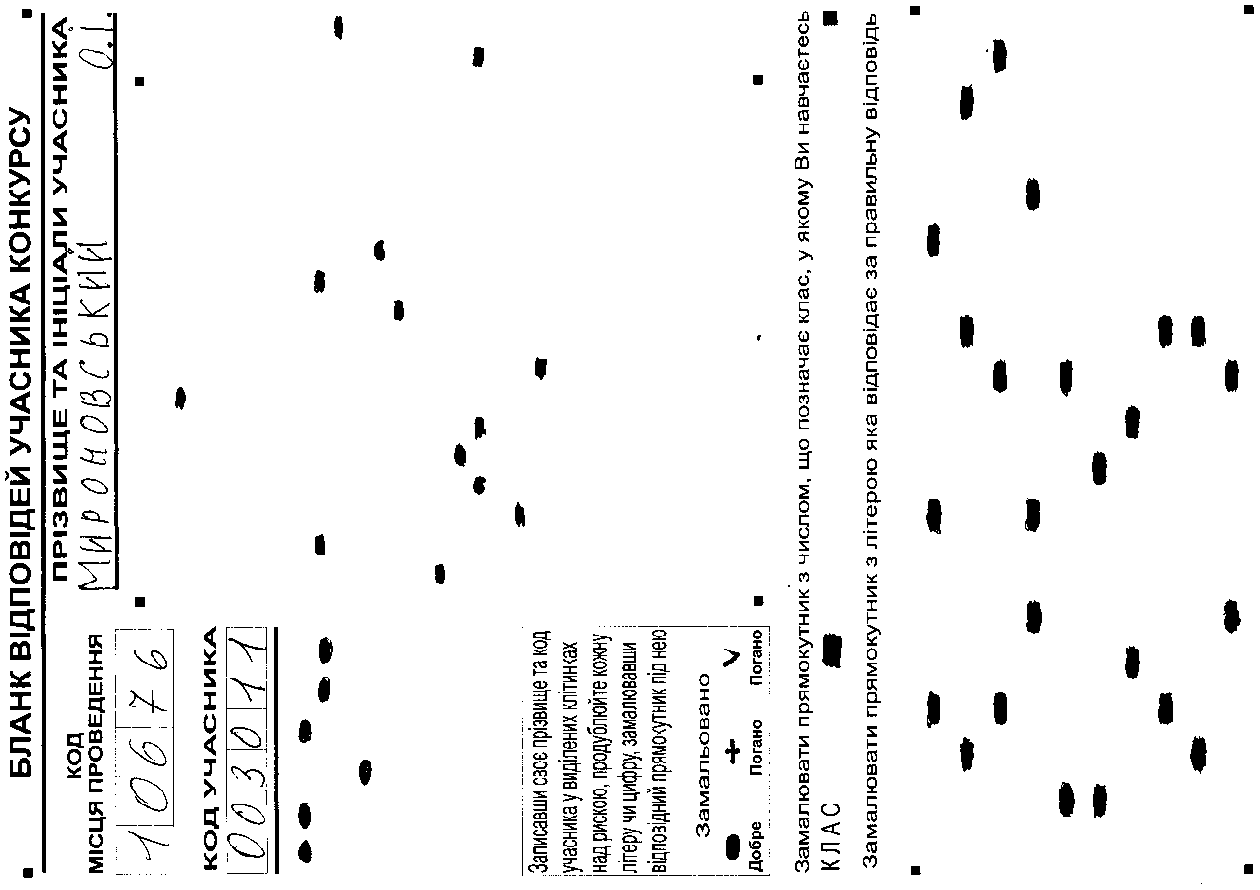 БЛАНК ВІДПОВІДЕЙ УЧАСНИКА КОНКУРСУ
КОД
МІСЦЯ ПРОВЕДЕННЯ
10676
ПРІЗВИЩЕ ТА ІНІЦІАЛИ УЧАСНИКА
МИРОНОВСЬКИЙ О.І.
КОД УЧАСНИКА
003011
Записавши своє прізвище та код
учасника у виділених клітинках
над рискою, продублюйте кожну
літеру чи цифру, замалювавши
відповідний прямокутник під нею
Замальовано
Добре Погано Погано
Замалювати прямокутник з числом, що позначає клас, у якому Ви навчаєтесь
КЛАС
Замалювати прямокутник з літерою яка відповідає за правильну відповідь